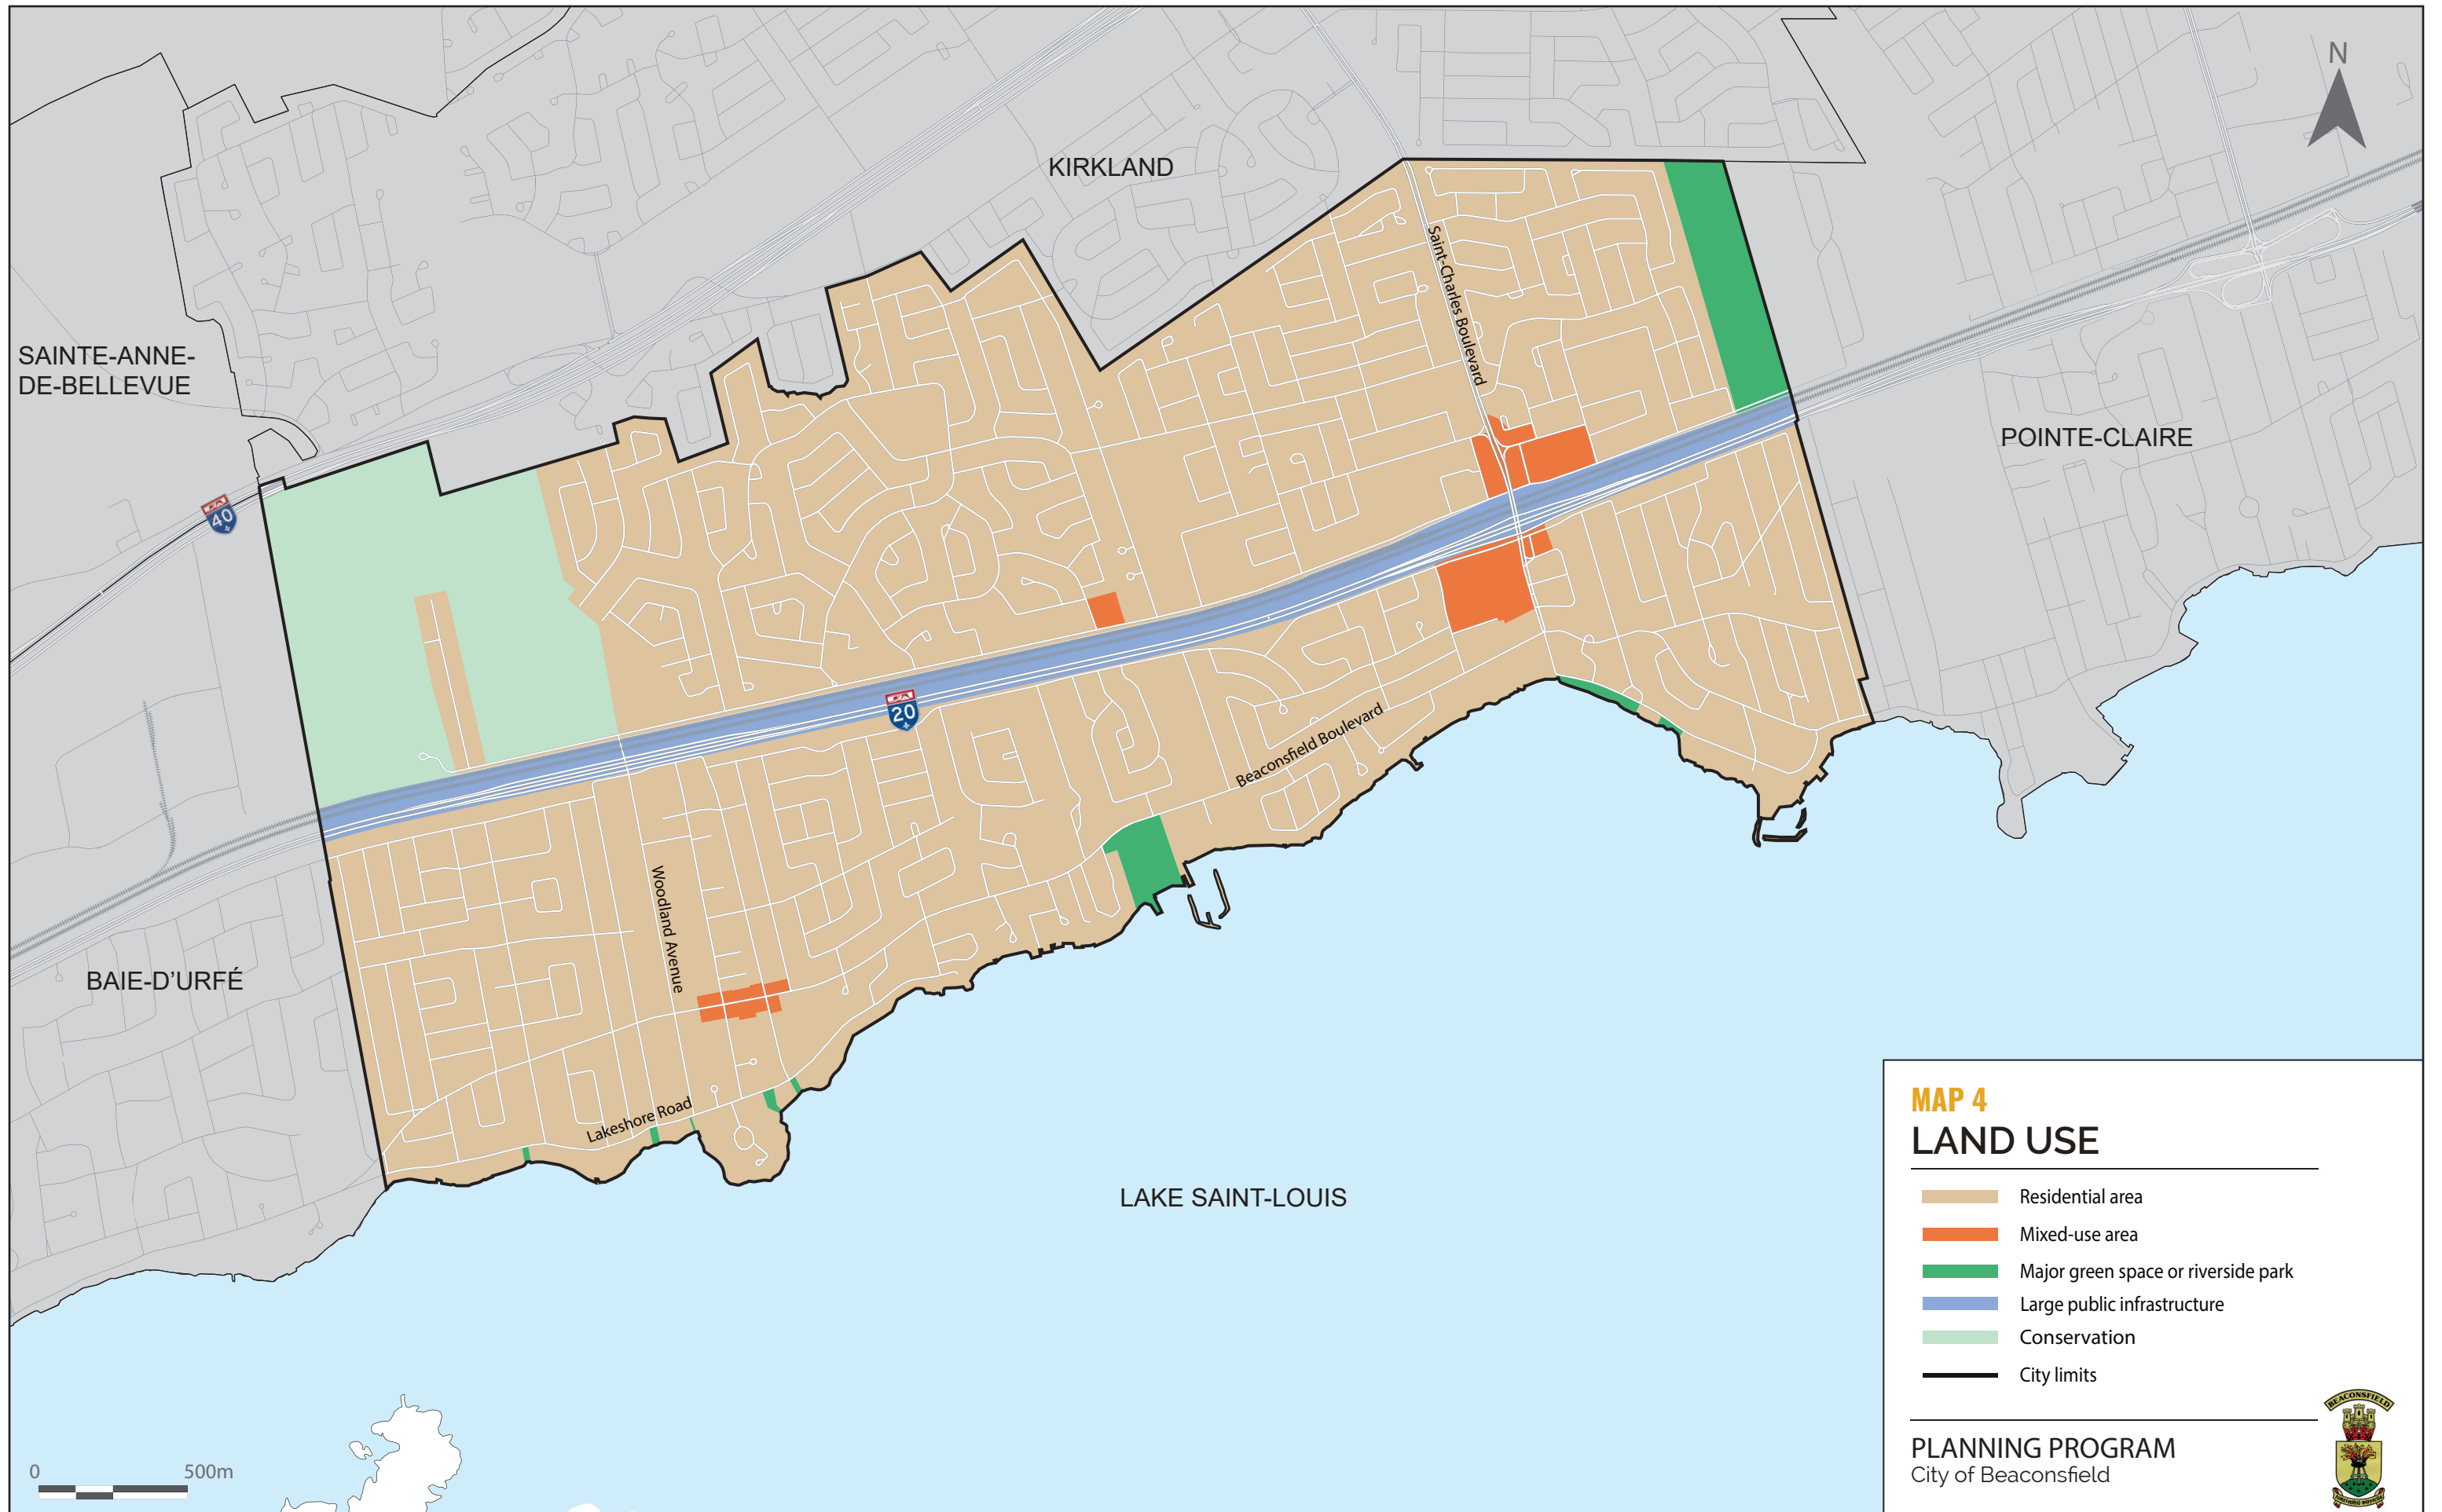 N
KIRKLAND
Saint-Charles Boulevard
SAINTE-ANNE-
DE-BELLEVUE
POINTE-CLAIRE
40
20
Beaconsfield Boulevard
Woodland Avenue
BAIE-D'URFÉ
Lakeshore Road
LAKE SAINT-LOUIS
MAP 4
LAND USE
Residential area
Mixed-use area
Major green space or riverside park
Large public infrastructure
Conservation
City limits
PLANNING PROGRAM
City of Beaconsfield
BEACONSFIELD
0 500m